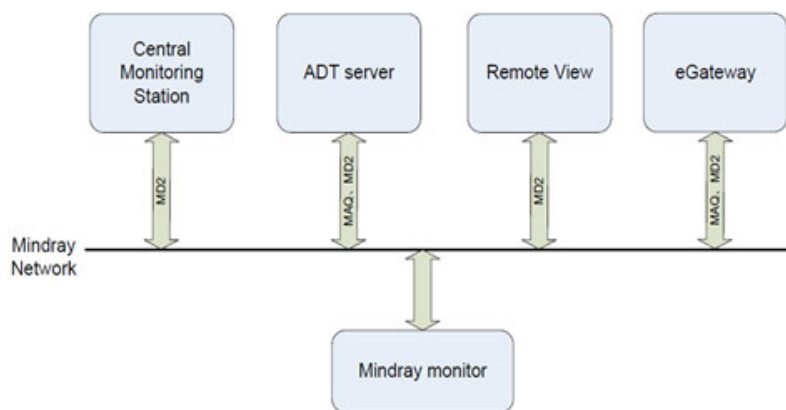 Central
Monitoring
Station
ADT server
Remote View
eGateway
MD2
MAQ、MD2
MD2
MAQ、MD2
Mindray
Network
Mindray monitor